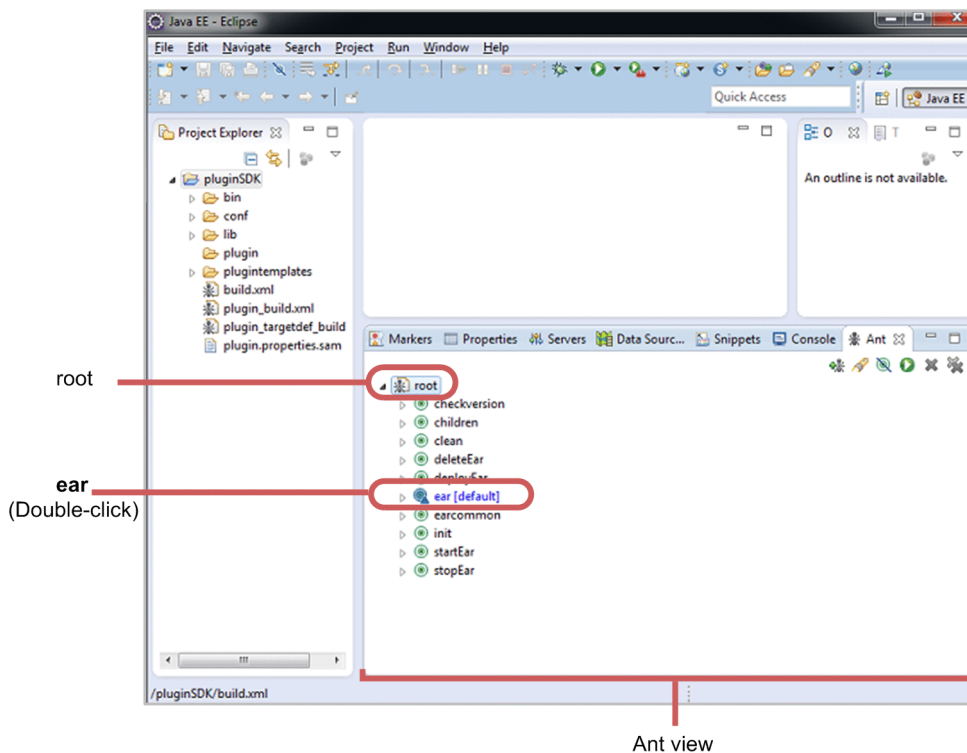 Java EE - Eclipse
File Edit Navigate Search Project Run Window Help
Quick Access
Java EE
Project Explorer
O
T
pluginSDK
An outline is not available.
bin
conf
lib
plugin
plugintemplates
build.xml
plugin_build.xml
plugin_targetdef_build
plugin.properties.sam
Markers Properties Servers Data Sourc... Snippets Console Ant
root
root
checkversion
children
clean
deleteEar
deployEar
ear
(Double-click)
ear [default]
earcommon
init
startEar
stopEar
/pluginSDK/build.xml
Ant view